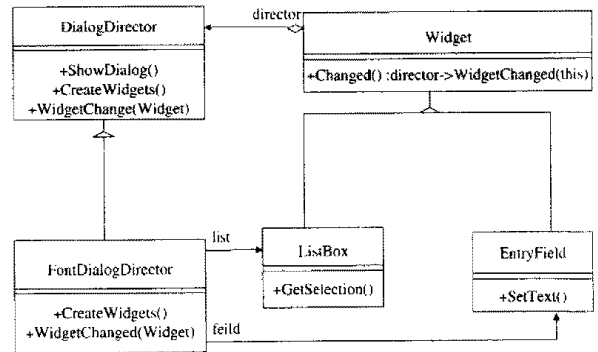 DialogDirector
+ShowDialog()
+CreateWidgets()
+WidgetChange(Widget)
director
Widget
+Changed() :director->WidgetChanged(this)
FontDialogDirector
+CreateWidgets()
+WidgetChanged(Widget)
list
ListBox
+GetSelection()
EntryField
+SetText()
feild